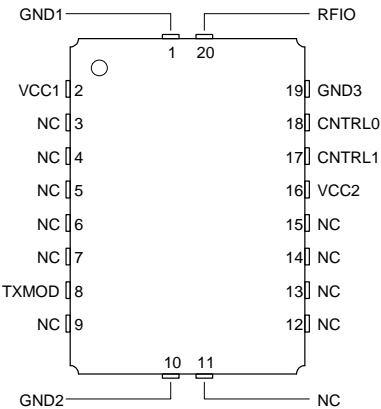 GND1 RFIO
1 20
VCC1 2 19 GND3
NC 3 18 CNTRL0
NC 4 17 CNTRL1
NC 5 16 VCC2
NC 6 15 NC
NC 7 14 NC
TXMOD 8 13 NC
NC 9 12 NC
10 11
GND2 NC